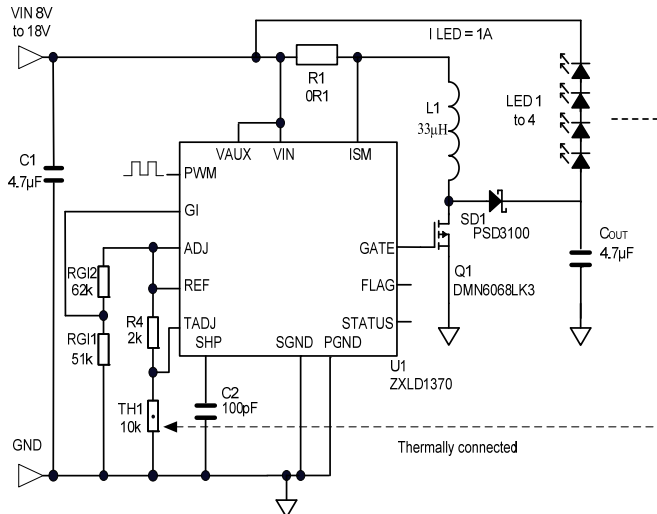 VIN 8V
to 18V
I LED = 1A
R1
0R1
L1
33µH
LED 1
to 4
C1
4.7µF
VAUX VIN ISM
PWM
GI
ADJ
REF
TADJ
SHP
SGND PGND
GATE
FLAG
STATUS
U1
ZXLD1370
SD1
PSD3100
Q1
DMN6068LK3
COUT
4.7µF
RGI2
62k
RGI1
51k
R4
2k
TH1
10k
C2
100pF
GND
Thermally connected